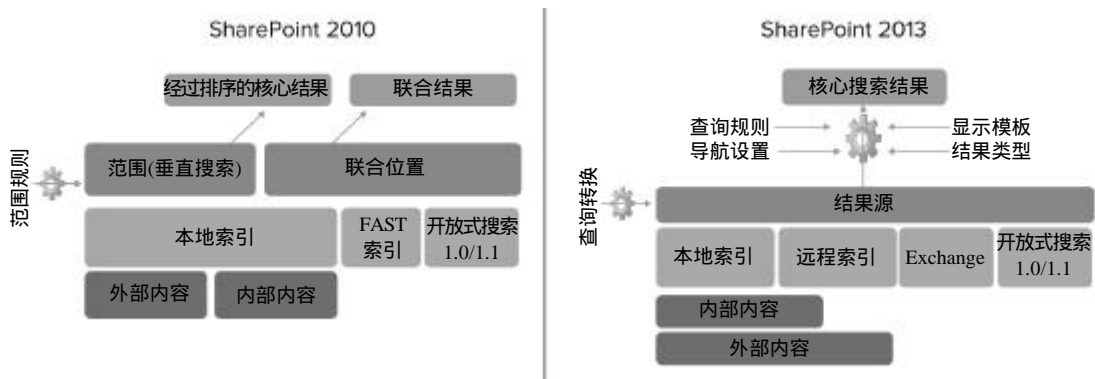 SharePoint 2010
经过排序的核心结果
联合结果
范围规则
范围(垂直搜索)
联合位置
本地索引
FAST
索引
开放式搜索
1.0/1.1
外部内容
内部内容
SharePoint 2013
核心搜索结果
查询规则
导航设置
显示模板
结果类型
查询转换
结果源
本地索引
远程索引
Exchange
开放式搜索
1.0/1.1
内部内容
外部内容